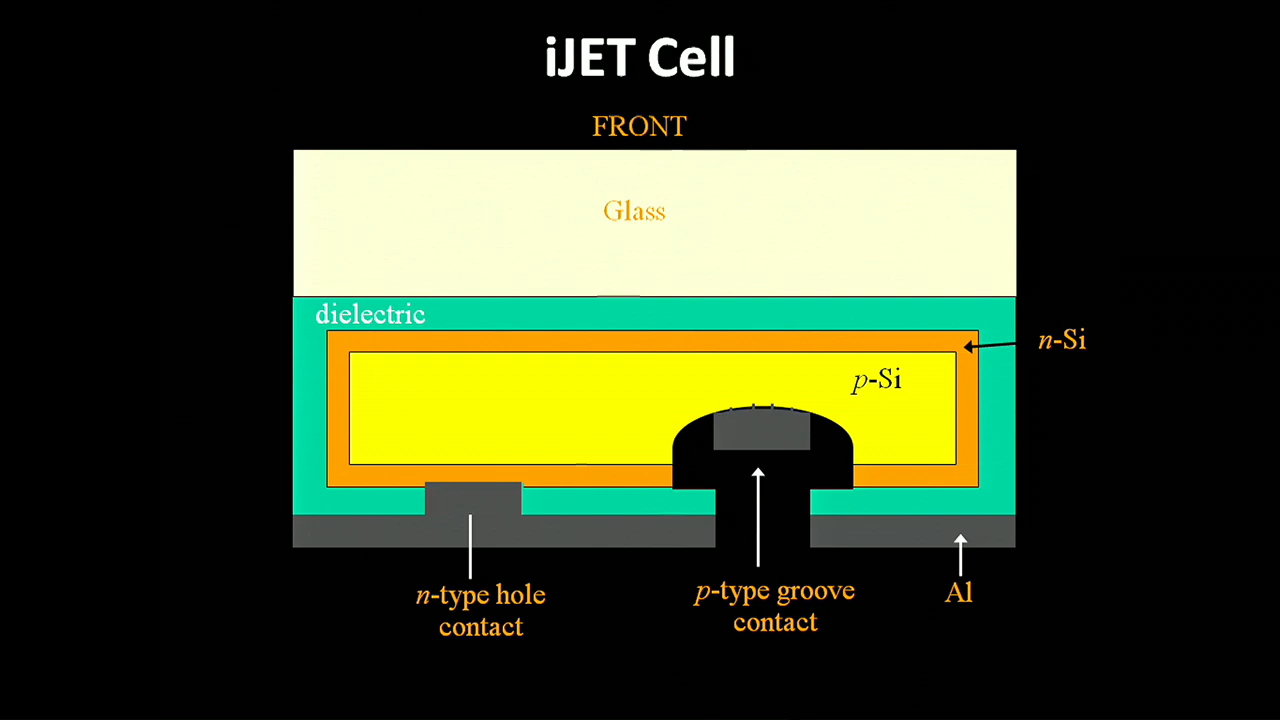 iJET Cell
FRONT
Glass
dielectric
n-Si
p-Si
n-type hole
contact
p-type groove
contact
Al